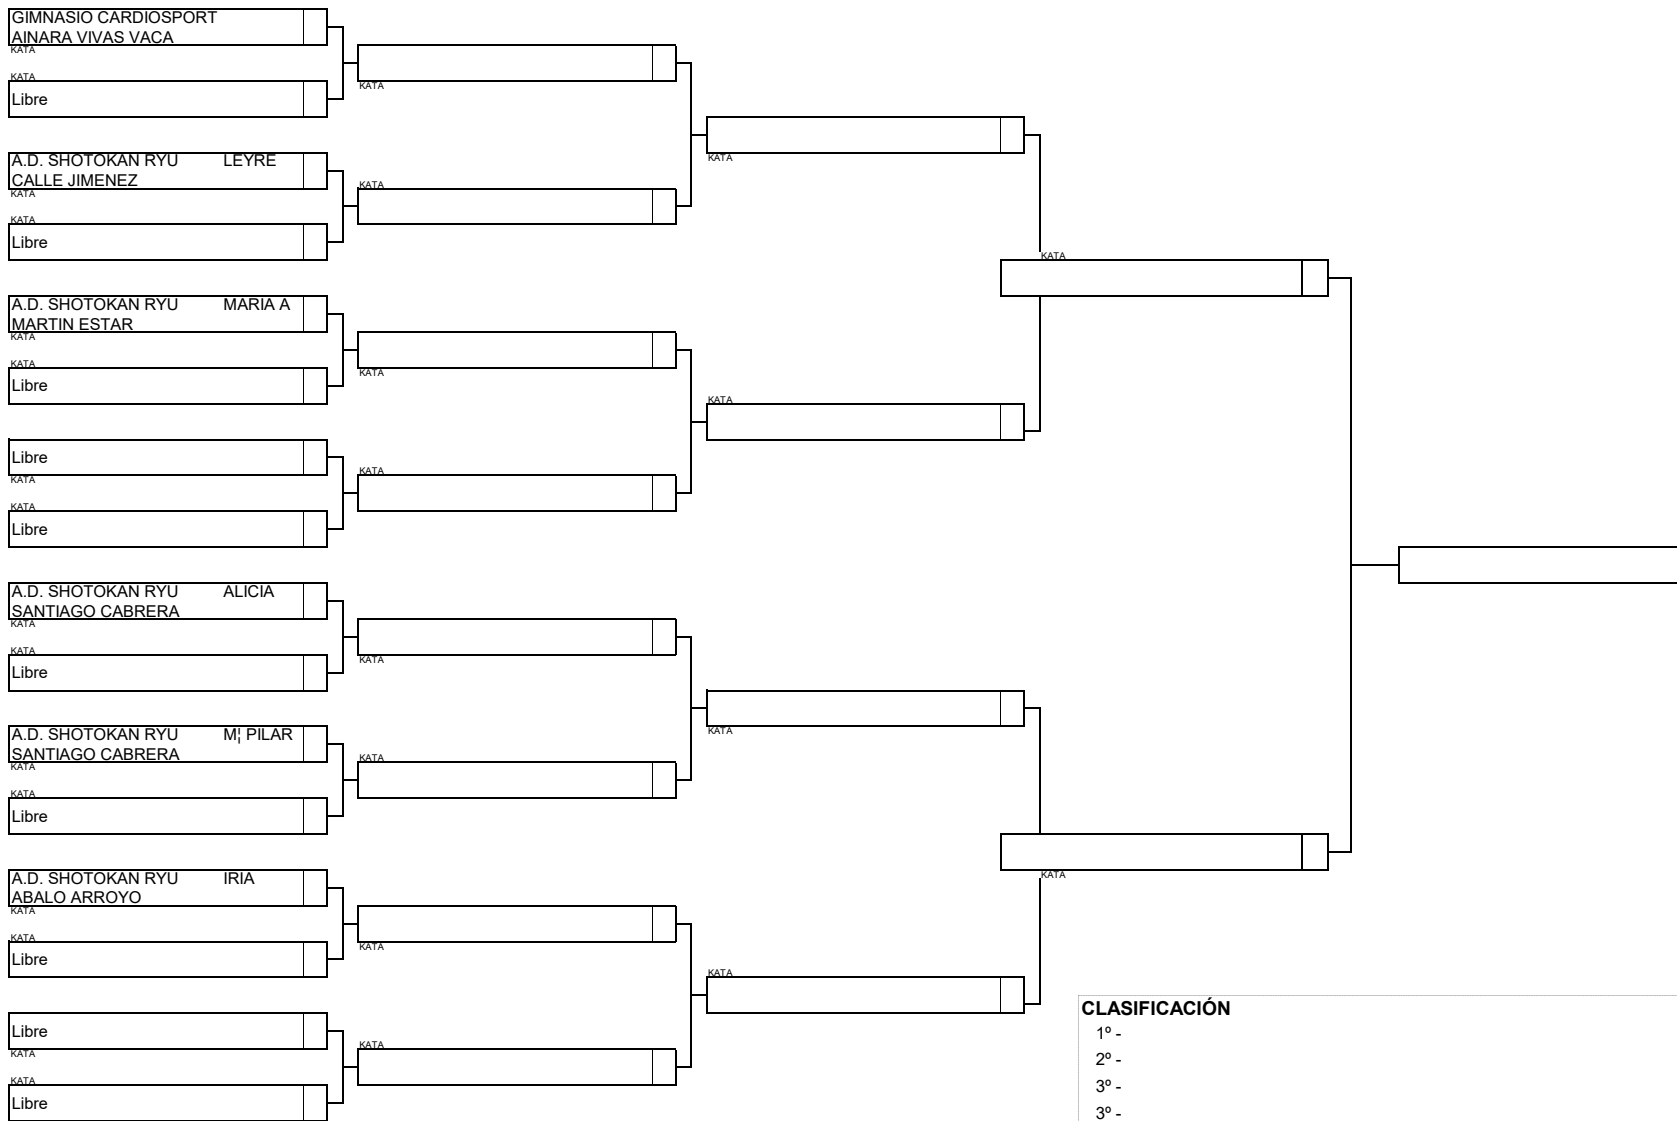 GIMNASIO CARDIOSPORT
AINARA VIVAS VACA
KATA
KATA
Libre
A.D. SHOTOKAN RYU LEYRE
CALLE JIMENEZ
KATA
KATA
Libre
A.D. SHOTOKAN RYU MARIA A
MARTIN ESTAR
KATA
KATA
Libre
Libre
KATA
KATA
Libre
A.D. SHOTOKAN RYU ALICIA
SANTIAGO CABRERA
KATA
KATA
Libre
A.D. SHOTOKAN RYU M¦ PILAR
SANTIAGO CABRERA
KATA
KATA
Libre
A.D. SHOTOKAN RYU IRIA
ABALO ARROYO
KATA
KATA
Libre
Libre
KATA
KATA
Libre
KATA
KATA
KATA
KATA
KATA
KATA
KATA
KATA
KATA
KATA
KATA
KATA
KATA
KATA
CLASIFICACIÓN
1º -
2º -
3º -
3º -